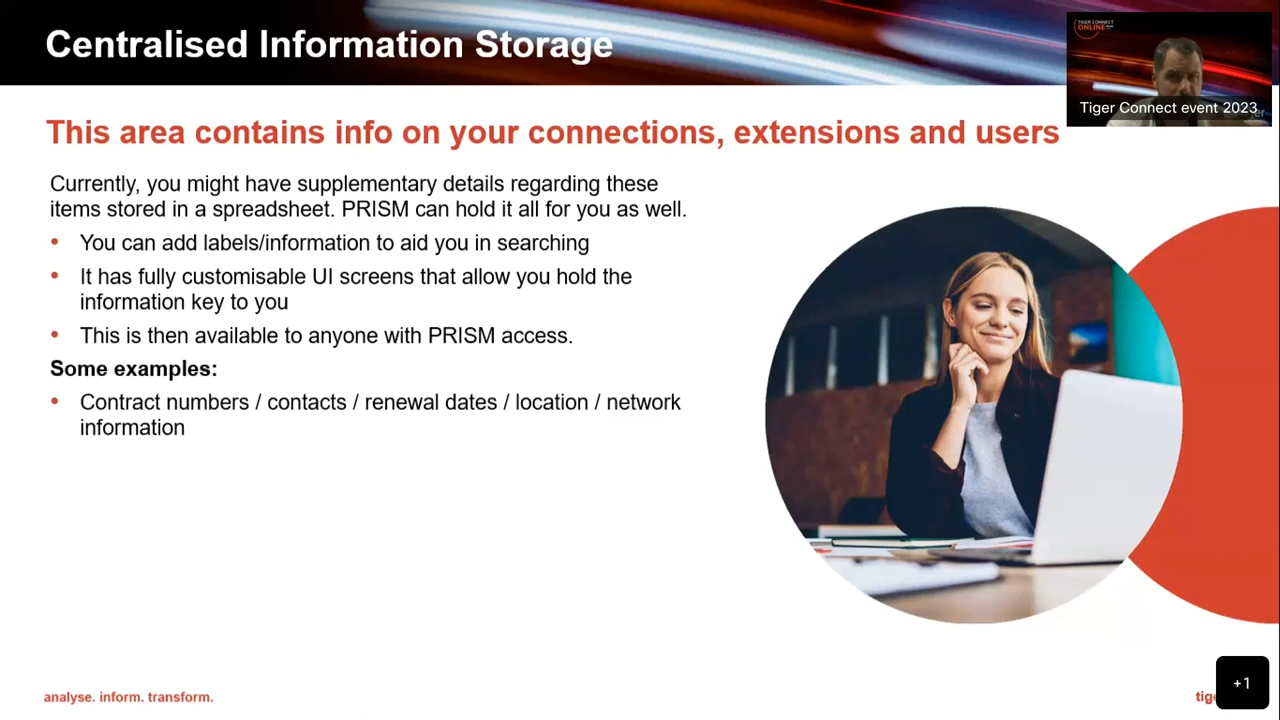 Centralised Information Storage
TIGER CONNECT
ONLINE
Tiger Connect event 2023
This area contains info on your connections, extensions and users
Currently, you might have supplementary details regarding these
items stored in a spreadsheet. PRISM can hold it all for you as well.
• You can add labels/information to aid you in searching
• It has fully customisable UI screens that allow you hold the
information key to you
• This is then available to anyone with PRISM access.
Some examples:
• Contract numbers / contacts / renewal dates / location / network
information
analyse. inform. transform.
+1